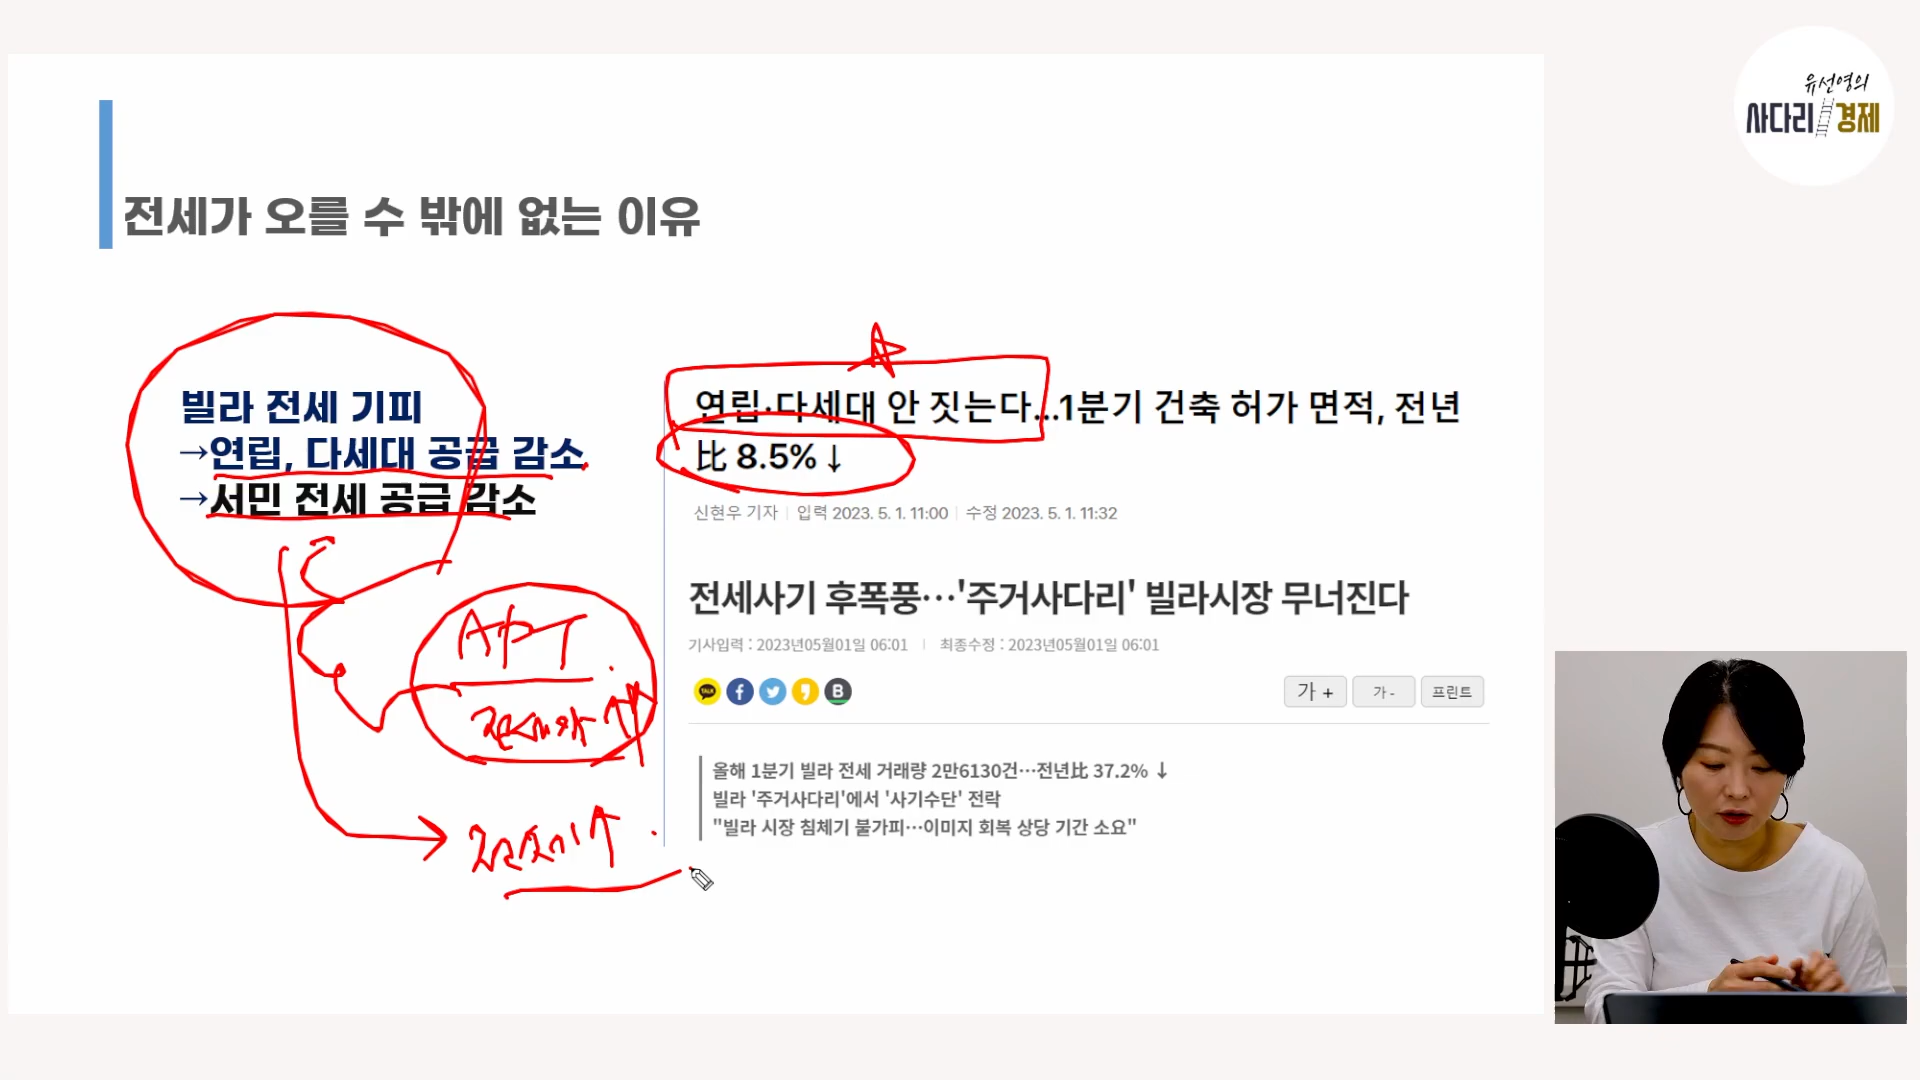 유선영의
사다리 경제
전세가 오를 수 밖에 없는 이유
빌라 전세 기피
→연립, 다세대 공급 감소
→서민 전세 공급 감소
APT
연립·다세대 안 짓는다…1분기 건축 허가 면적, 전년
比 8.5%↓
신현우 기자 | 입력 2023. 5. 1. 11:00 | 수정 2023. 5. 1. 11:32
전세사기 후폭풍…'주거사다리' 빌라시장 무너진다
기사입력 : 2023년05월01일 06:01 | 최종수정 : 2023년05월01일 06:01
TALK
f
B
가 +
가 -
프린트
올해 1분기 빌라 전세 거래량 2만6130건…전년比 37.2% ↓
빌라 '주거사다리'에서 '사기수단' 전락
"빌라 시장 침체기 불가피…이미지 회복 상당 기간 소요"